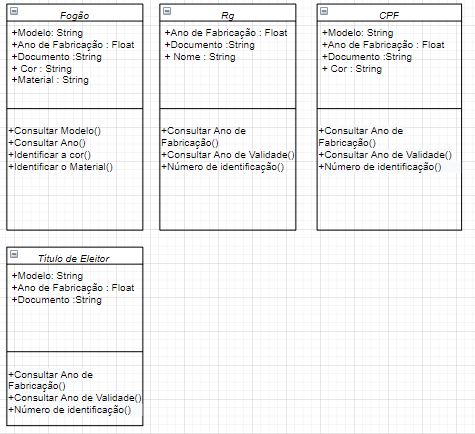 Fogão
+Modelo: String
+Ano de Fabricação : Float
+Documento :String
+ Cor : String
+Material : String
+Consultar Modelo()
+Consultar Ano()
+Identificar a cor()
+Identificar o Material()
Rg
+Ano de Fabricação : Float
+Documento :String
+ Nome : String
+Consultar Ano de
Fabricação()
+Consultar Ano de Validade()
+Número de identificação()
CPF
+Modelo: String
+Ano de Fabricação : Float
+Documento :String
+ Cor : String
+Consultar Ano de
Fabricação()
+Consultar Ano de Validade()
+Número de identificação()
Título de Eleitor
+Modelo: String
+Ano de Fabricação : Float
+Documento :String
+Consultar Ano de
Fabricação()
+Consultar Ano de Validade()
+Número de identificação()